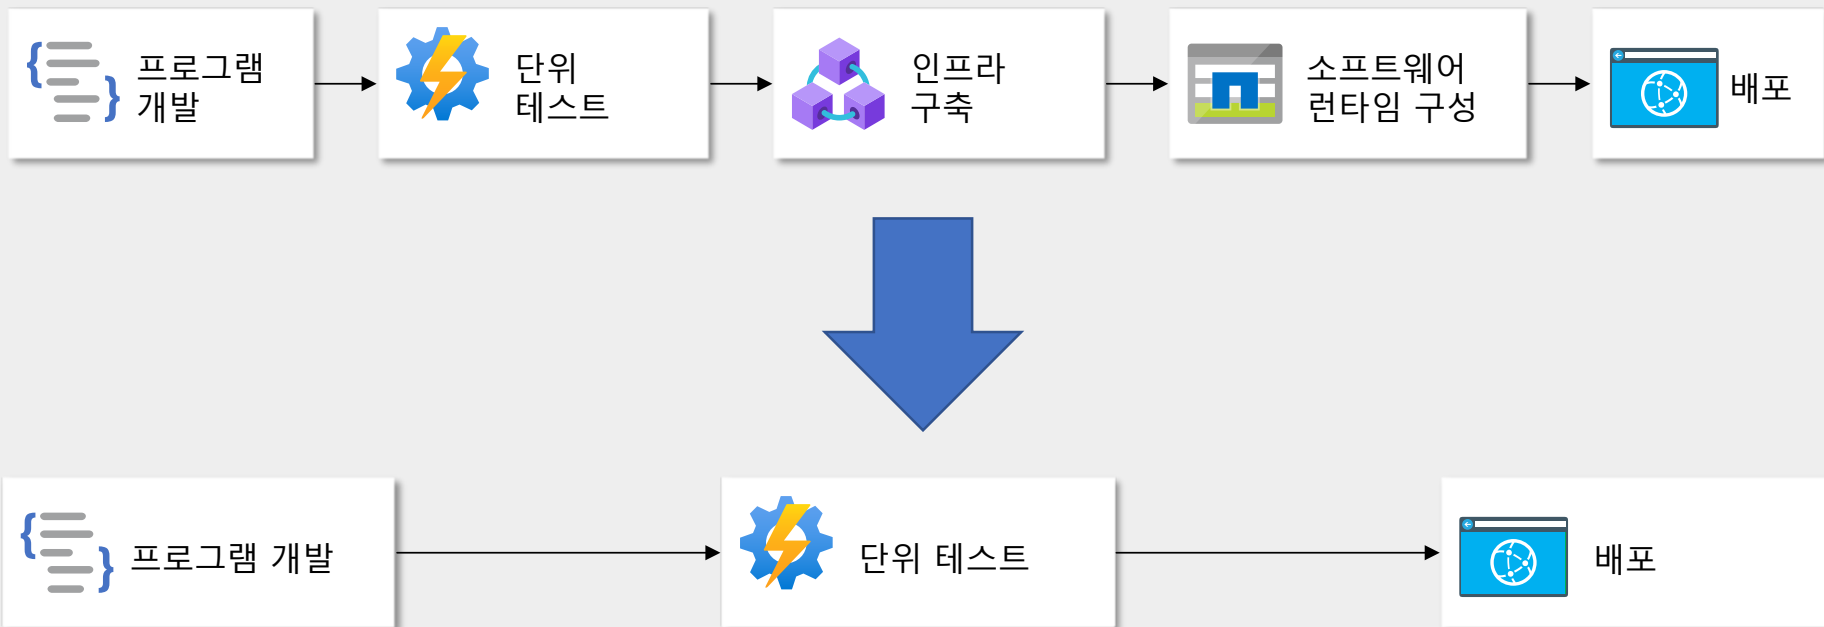 프로그램
개발
단위
테스트
인프라
구축
소프트웨어
런타임 구성
배포
프로그램 개발
단위 테스트
배포